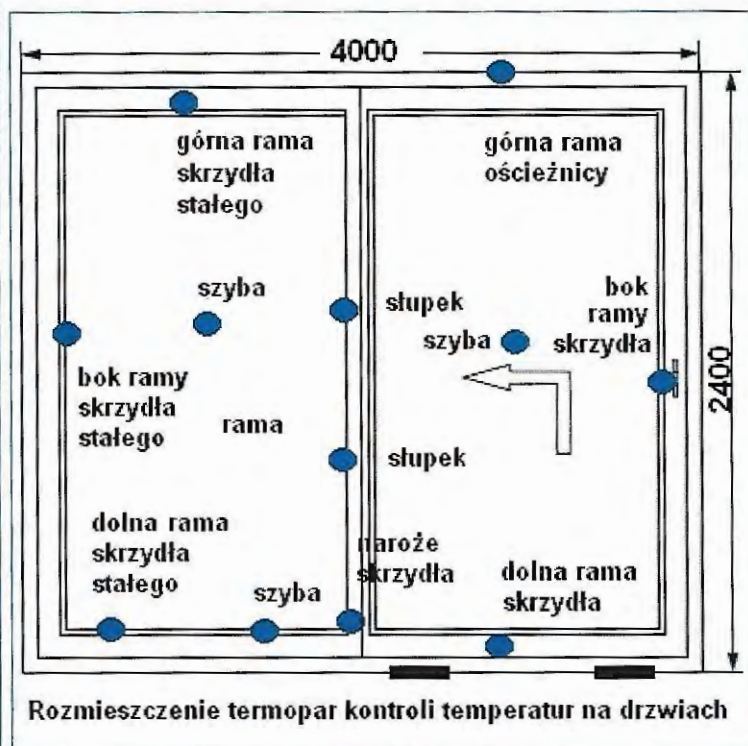 4000
górna rama
skrzydła
stałego
górna rama
ościeżnicy
szyba
słupek
bok
ramy
skrzydła
szyba
2400
bok ramy
skrzydła
stałego
rama
słupek
dolna rama
skrzydła
stałego
naroże
skrzydła
szyba
dolna rama
skrzydła
Rozmieszczenie termopar kontroli temperatur na drzwiach